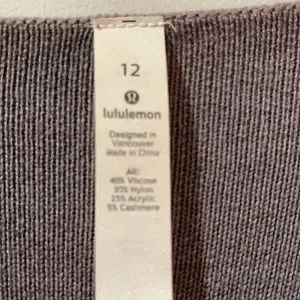 12
lululemon
Designed in
Vancouver
Made in China
All:
40% Viscose
30% Nylon
25% Acrylic
5% Cashmere